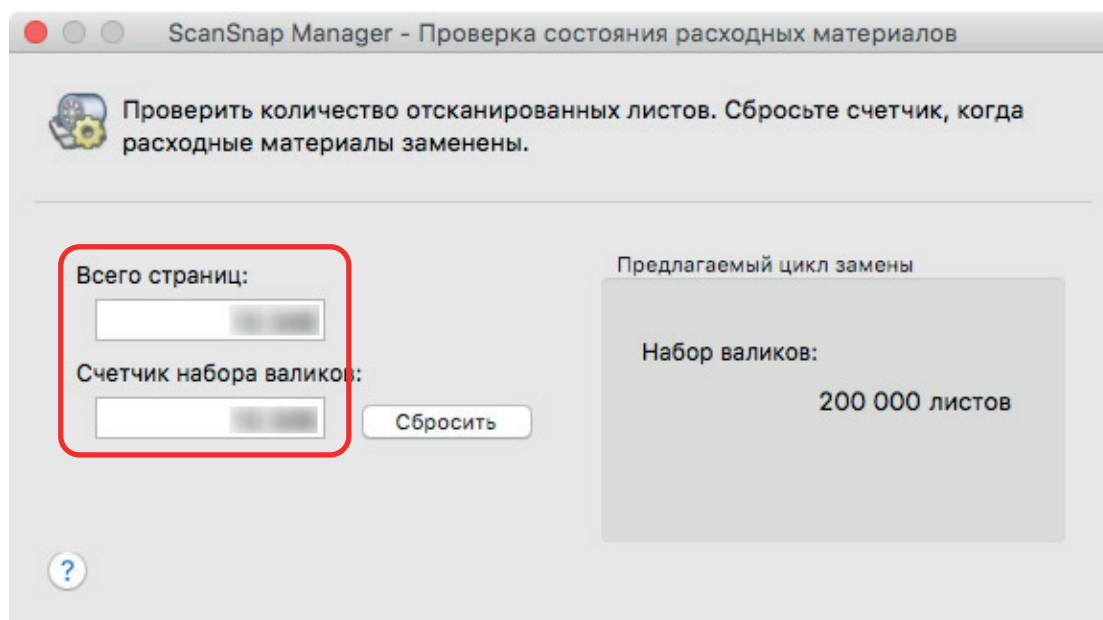 ScanSnap Manager - Проверка состояния расходных материалов
Проверить количество отсканированных листов. Сбросьте счетчик, когда
расходные материалы заменены.
Всего страниц:
Счетчик набора валиков:
Сбросить
Предлагаемый цикл замены
Набор валиков:
200 000 листов
?